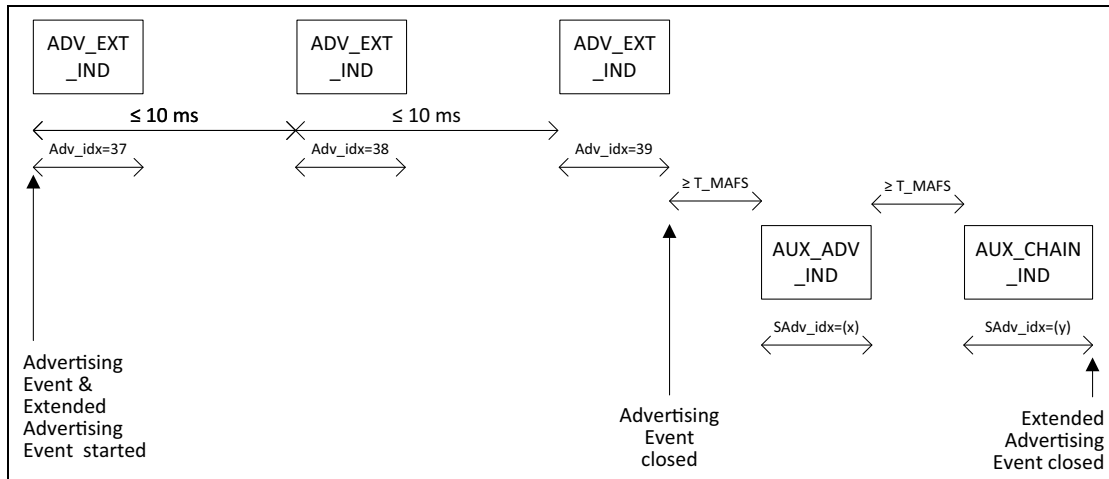 ADV_EXT
_IND
ADV_EXT
_IND
ADV_EXT
_IND
≤ 10 ms
≤ 10 ms
Adv_idx=37
Adv_idx=38
Adv_idx=39
≥ T_MAFS
≥ T_MAFS
AUX_ADV
_IND
AUX_CHAIN
_IND
SAdv_idx=(x)
SAdv_idx=(y)
Advertising
Event &
Extended
Advertising
Event started
Advertising
Event
closed
Extended
Advertising
Event closed